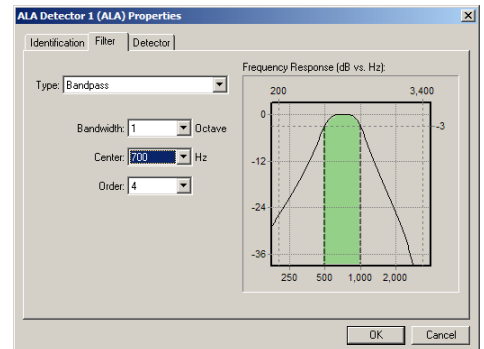 ALA Detector 1 (ALA) Properties
Identification Filter Detector
Type: Bandpass
Bandwidth: 1 Octave
Center: 700 Hz
Order: 4
Frequency Response (dB vs. Hz):
200 3,400
0
-3
-12
-24
-36
250 500 1,000 2,000
OK Cancel